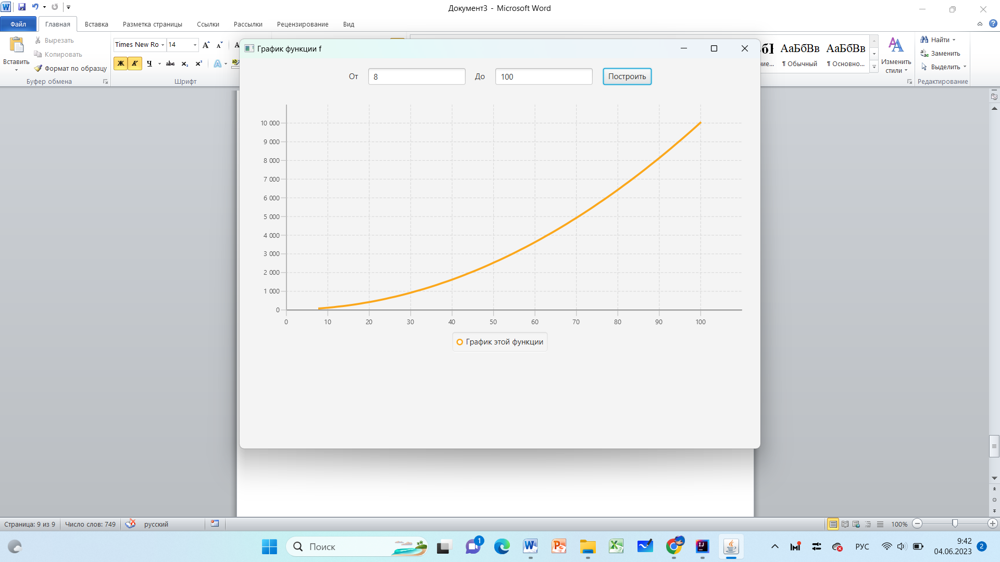 Документ3 - Microsoft Word
Файл Главная Вставка Разметка страницы Ссылки Рассылки Рецензирование Вид
Вставить
Вырезать
Копировать
Формат по образцу
Буфер обмена
Times New Ro 14
Ж К Ч abc x₂ x²
Шрифт
АаБбВв АаБбВв
¶ Обычный ¶ Основно...
Изменить стили
Найти
Заменить
Выделить
Редактирование
График функции f
От 8 До 100 Построить
10 000
9 000
8 000
7 000
6 000
5 000
4 000
3 000
2 000
1 000
0
0 10 20 30 40 50 60 70 80 90 100
График этой функции
Страница: 9 из 9 Число слов: 749 русский 100%
Поиск
1
РУС
9:42
04.06.2023
2